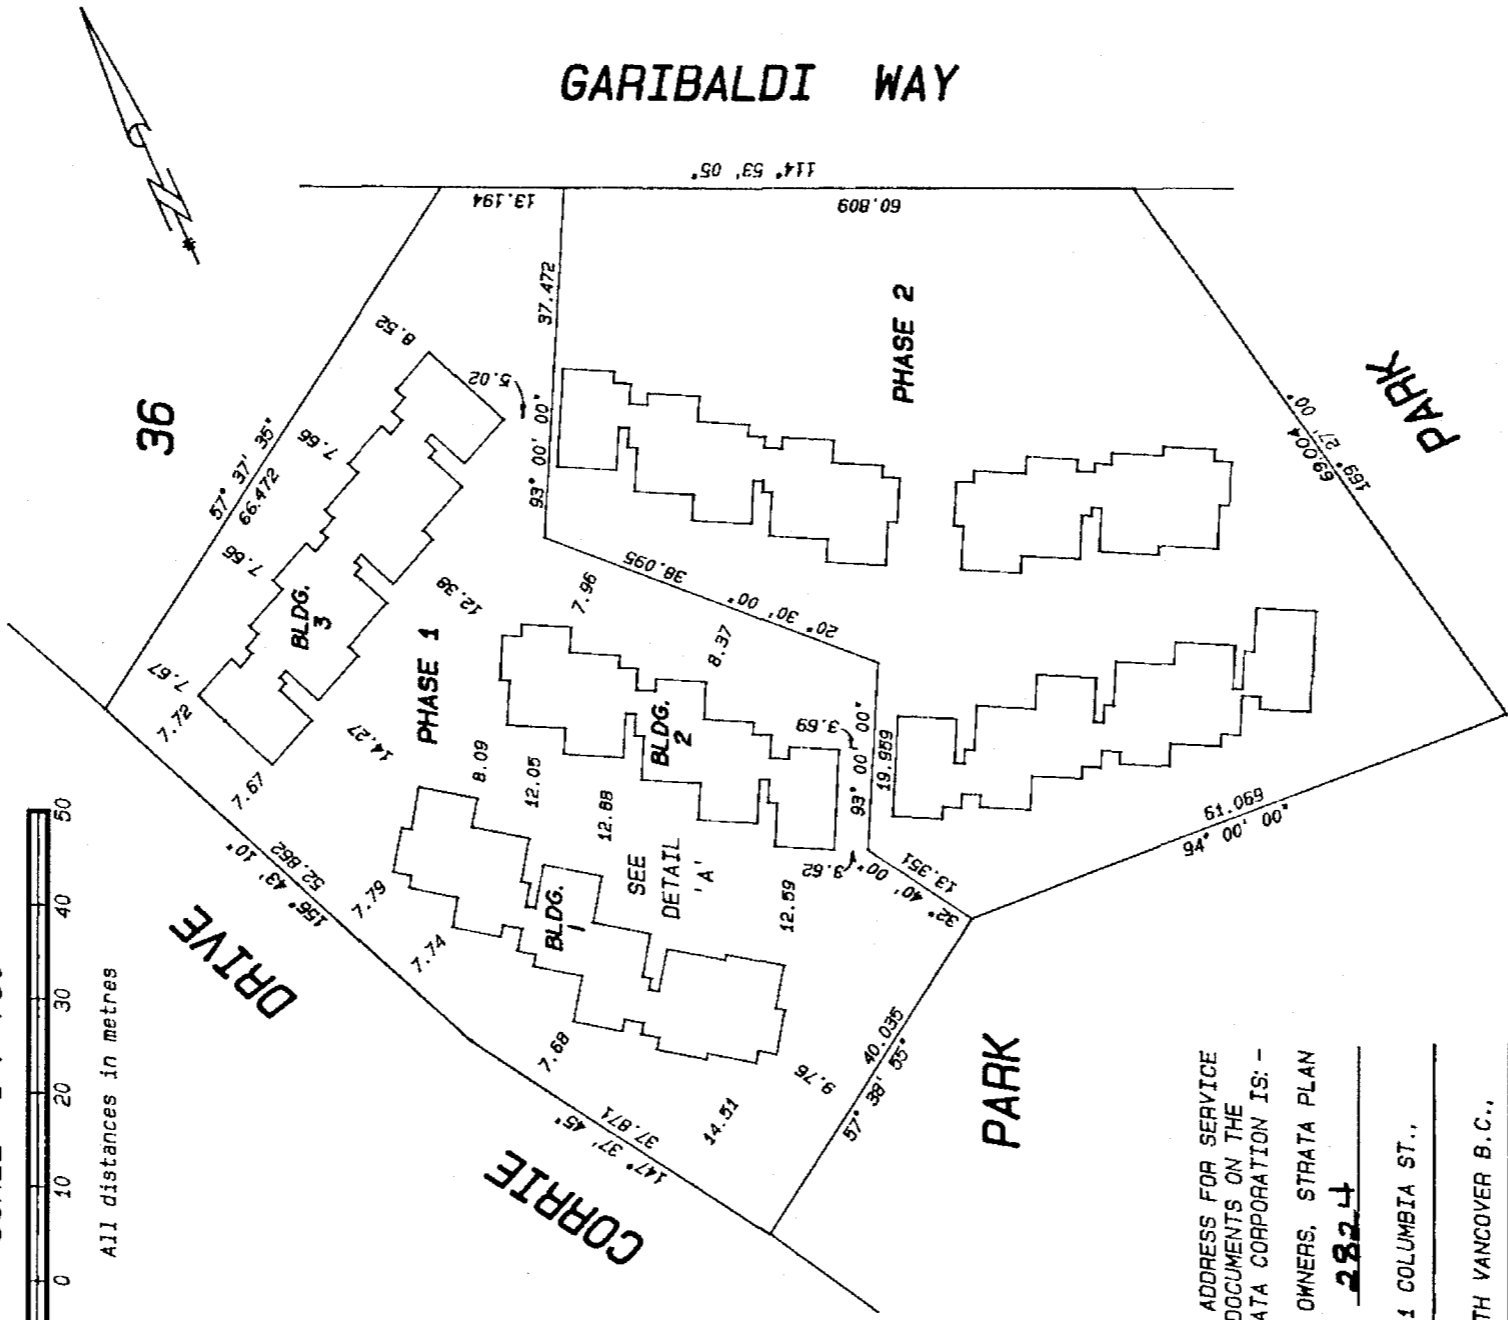 GARIBALDI WAY
114° 53' 05"
13.194
60.809
37.472
93° 00' 00"
36
57° 37' 35"
66.472
8.52
7.66
7.66
7.67
7.72
7.67
5.02
BLDG.
3
12.38
14.27
PHASE 1
PHASE 2
38.095
20° 30' 00"
7.96
8.37
BLDG.
2
3.69
93° 00' 00"
19.959
3.62
32° 40' 00"
13.351
69.004
169° 27' 00"
PARK
61.069
94° 00' 00"
8.09
12.05
12.88
SEE
DETAIL
'A'
12.59
BLDG.
1
7.79
7.74
7.68
14.51
9.76
156° 43' 10"
52.862
147° 37' 45"
37.871
CORRIE
DRIVE
40.035
57° 38' 55"
PARK
0 10 20 30 40 50
All distances in metres
ADDRESS FOR SERVICE
DOCUMENTS ON THE
ATA CORPORATION IS:-
OWNERS, STRATA PLAN
2824
1 COLUMBIA ST.,
TH VANCOVER B.C.,